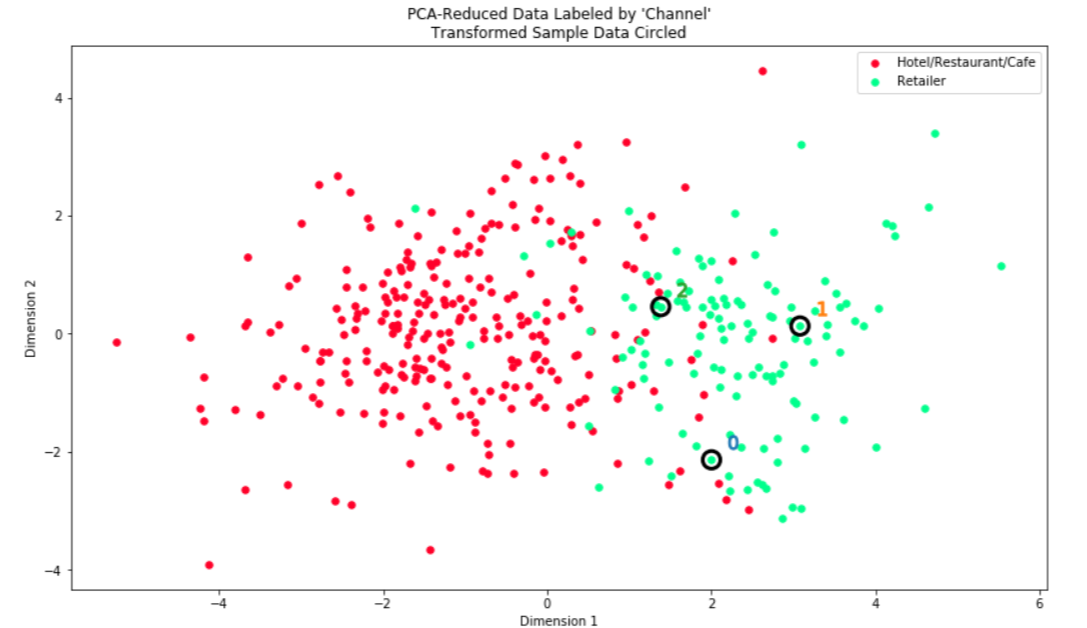 PCA-Reduced Data Labeled by 'Channel'
Transformed Sample Data Circled
Hotel/Restaurant/Cafe
Retailer
4
2
0
−2
−4
Dimension 2
2
1
0
−4
−2
0
2
4
6
Dimension 1